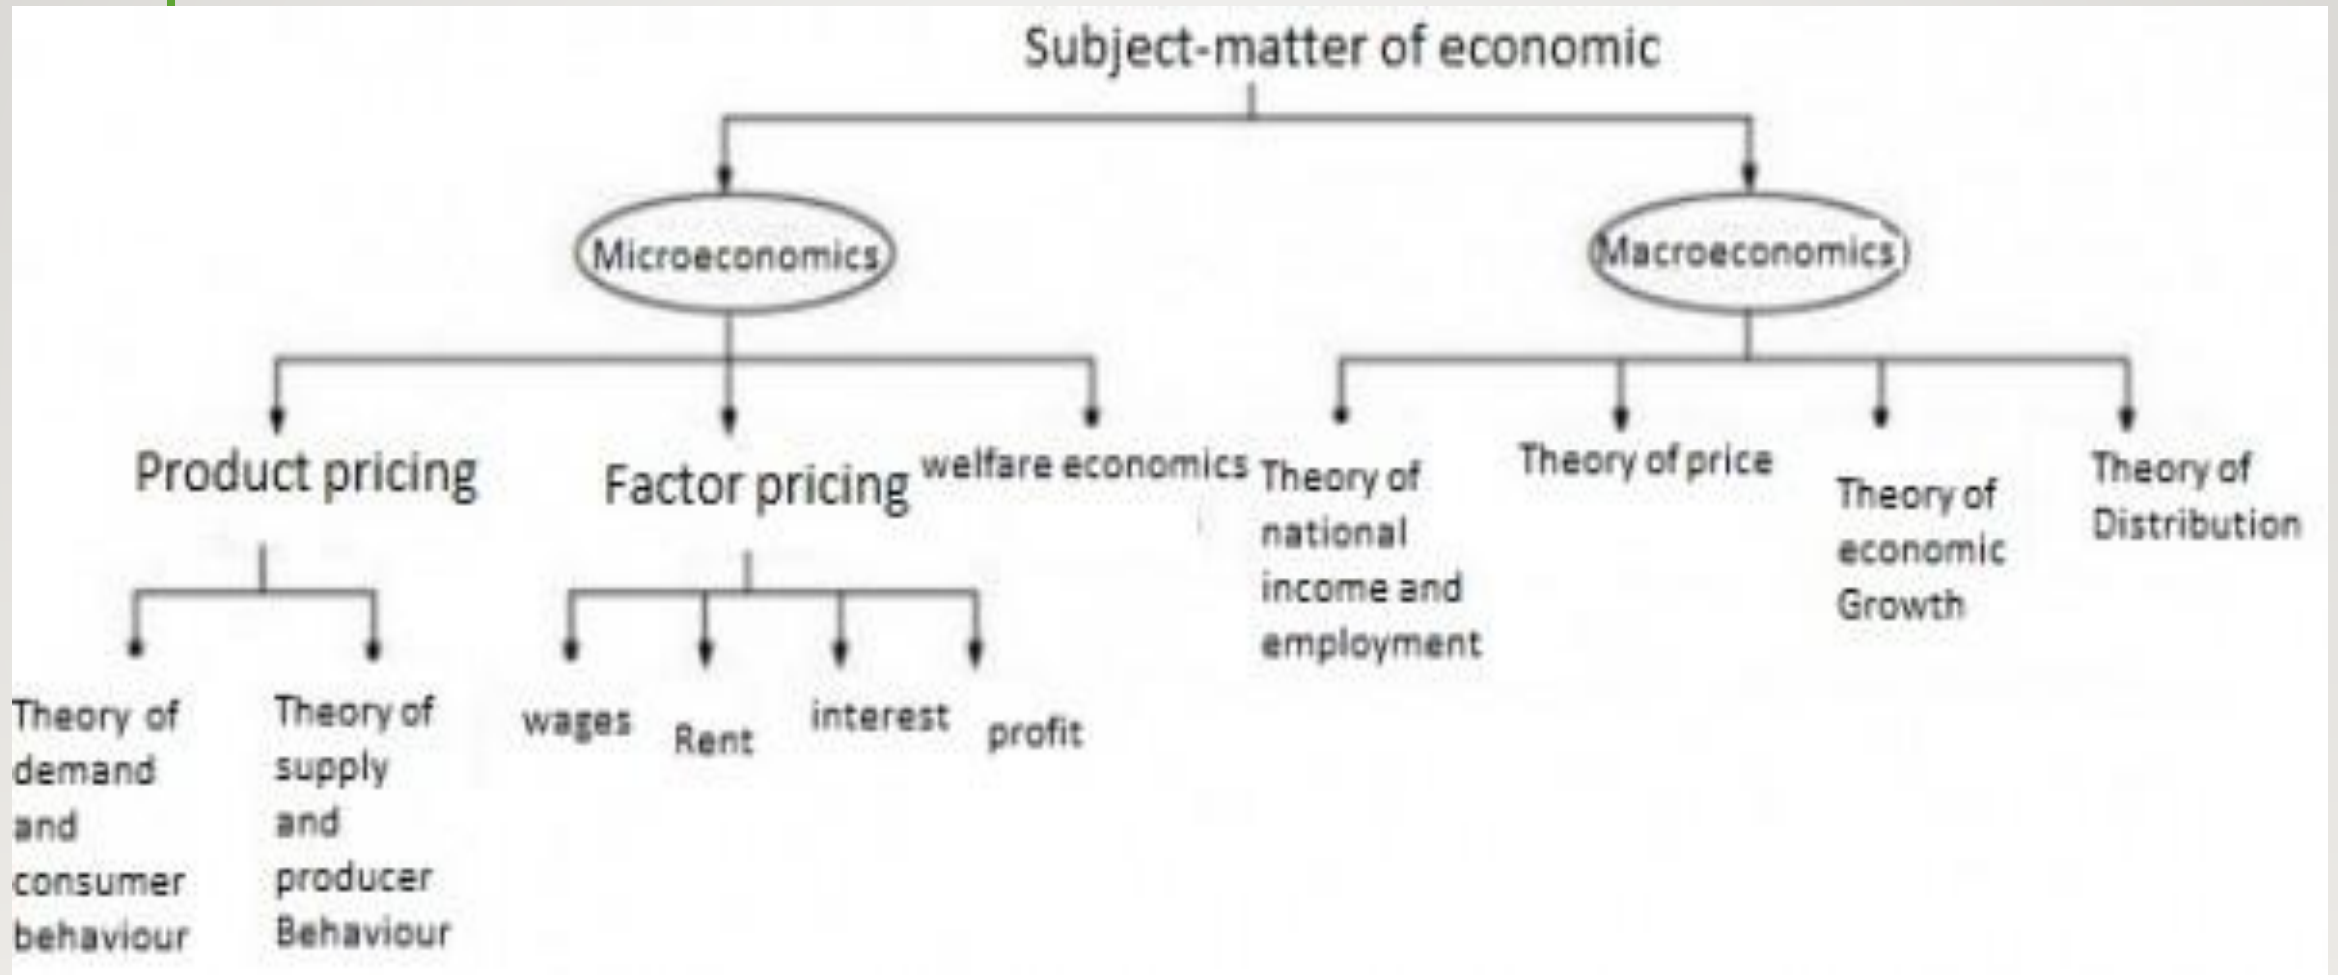 Subject-matter of economic
Microeconomics
Macroeconomics
Product pricing
Factor pricing
welfare economics
Theory of
national
income and
employment
Theory of price
Theory of
economic
Growth
Theory of
Distribution
Theory of
demand
and
consumer
behaviour
Theory of
supply
and
producer
Behaviour
wages
Rent
interest
profit